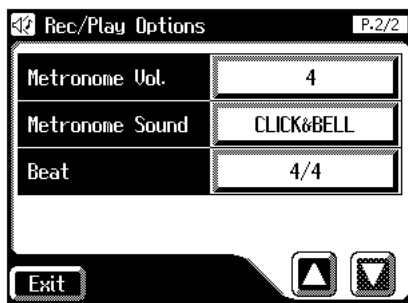 Rec/Play Options P.2/2
Metronome Vol. 4
Metronome Sound CLICK&BELL
Beat 4/4
Exit